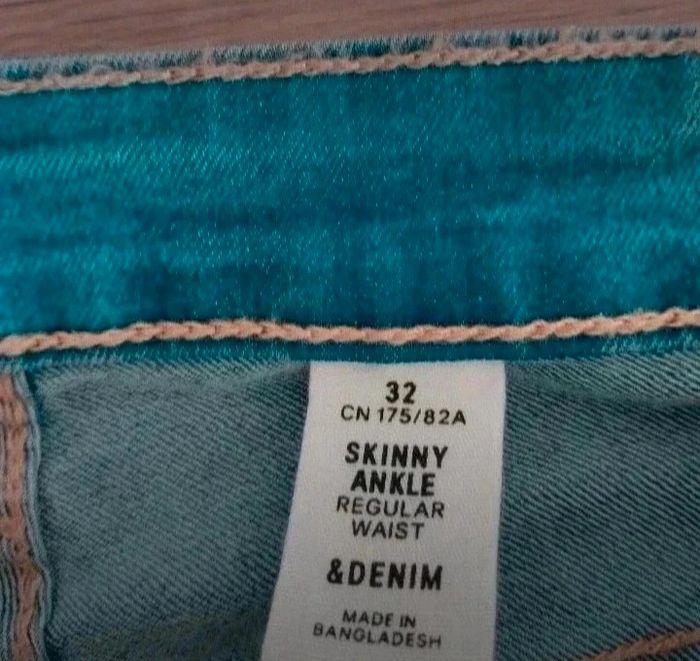 32
CN 175/82A
SKINNY
ANKLE
REGULAR
WAIST
&DENIM
MADE IN
BANGLADESH